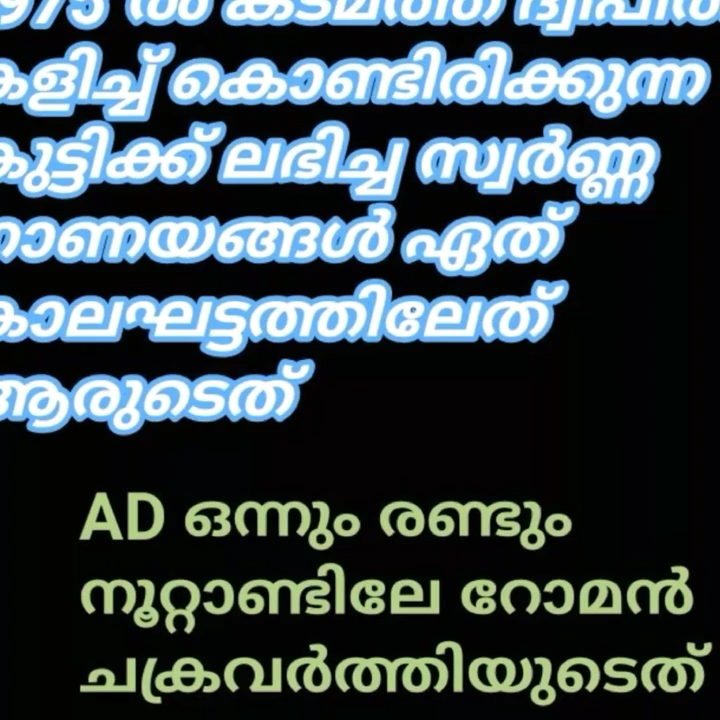 കളിച്ച് കൊണ്ടിരിക്കുന്ന
കുട്ടിക്ക് ലഭിച്ച സ്വർണ്ണ
നാണയങ്ങൾ ഏത്
കാലഘട്ടത്തിലേത്
ആരുടെത്
AD ഒന്നും രണ്ടും
നൂറ്റാണ്ടിലേ റോമൻ
ചക്രവർത്തിയുടെത്